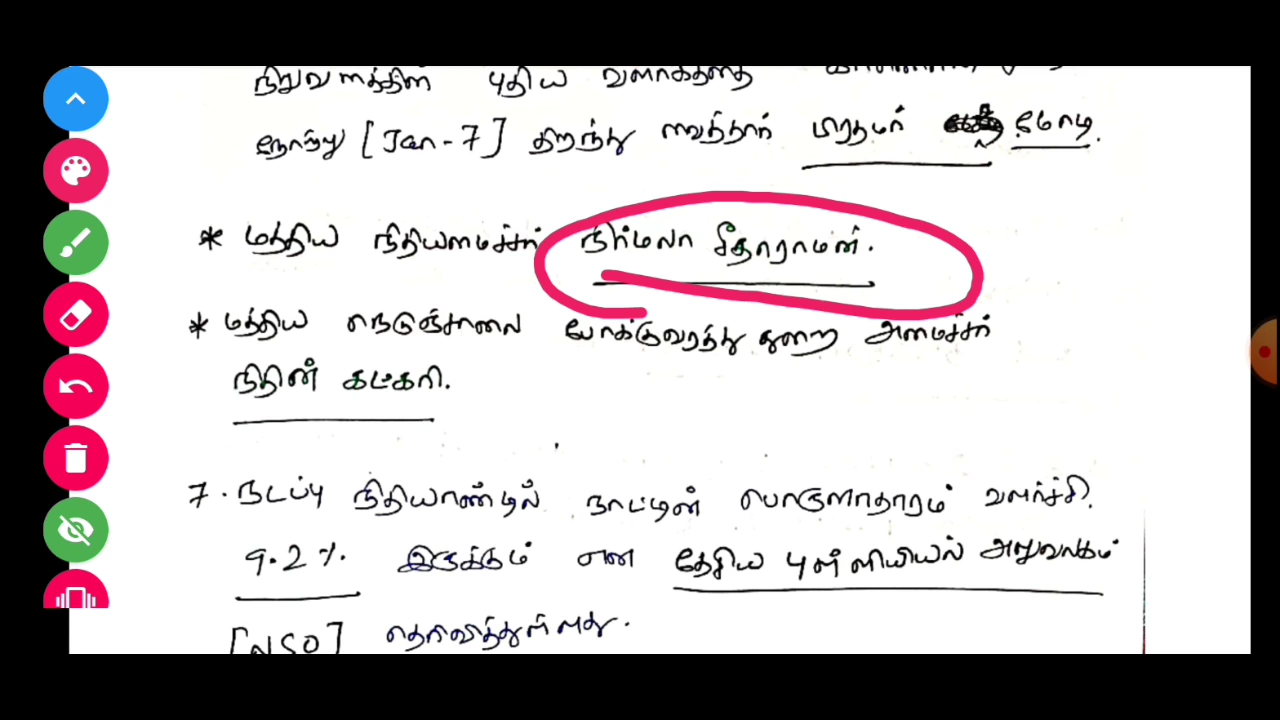 நிறுவனத்தின் புதிய வளாகத்தை
நேற்று [Jan-7] திறந்து வைத்தார் பிரதமர் மோடி.
* மத்திய நிதியமைச்சர் நிர்மலா சீதாராமன்.
* மத்திய நெடுஞ்சாலை போக்குவரத்து துறை அமைச்சர்
நிதின் கட்கரி.
7. நடப்பு நிதியாண்டில் நாட்டின் பொருளாதாரம் வளர்ச்சி.
9.2%. இருக்கும் என தேசிய புள்ளியியல் அலுவலகம்
[NSO] தெரிவித்துள்ளது.